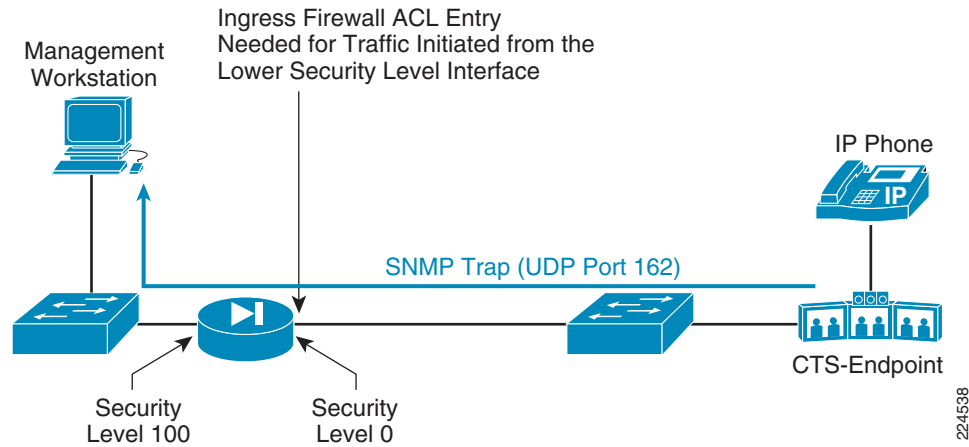 Ingress Firewall ACL Entry
Needed for Traffic Initiated from the
Lower Security Level Interface
Management
Workstation
IP Phone
IP
SNMP Trap (UDP Port 162)
CTS-Endpoint
Security
Level 100
Security
Level 0
224538